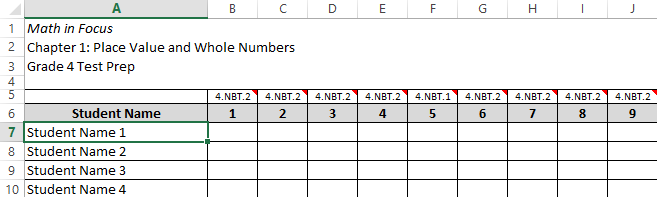 A B C D E F G H I J
1 Math in Focus
2 Chapter 1: Place Value and Whole Numbers
3 Grade 4 Test Prep
4
5 4.NBT.2 4.NBT.2 4.NBT.2 4.NBT.2 4.NBT.1 4.NBT.2 4.NBT.2 4.NBT.2 4.NBT.2
6 Student Name 1 2 3 4 5 6 7 8 9
7 Student Name 1
8 Student Name 2
9 Student Name 3
10 Student Name 4